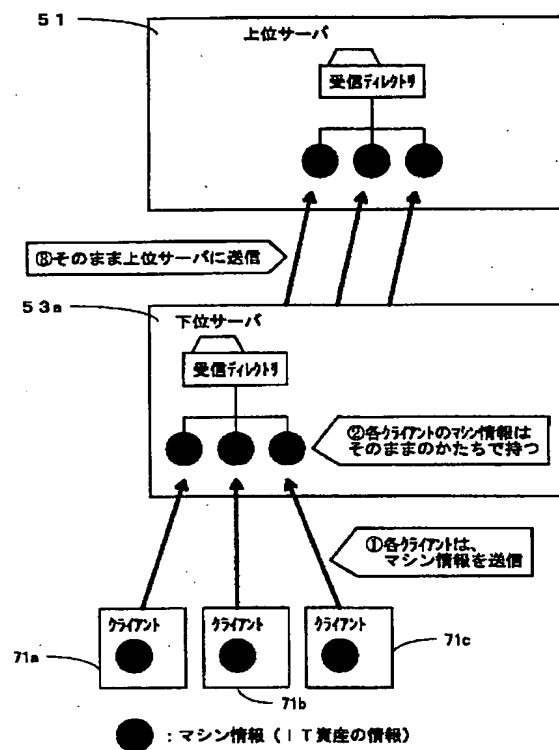 51
上位サーバ
受信ディレクトリ
⑧そのまま上位サーバに送信
53a
下位サーバ
受信ディレクトリ
②各クライアントのマシン情報は
そのままのかたちで持つ
①各クライアントは、
マシン情報を送信
クライアント
クライアント
クライアント
71a
71b
71c
：マシン情報（IT資産の情報）